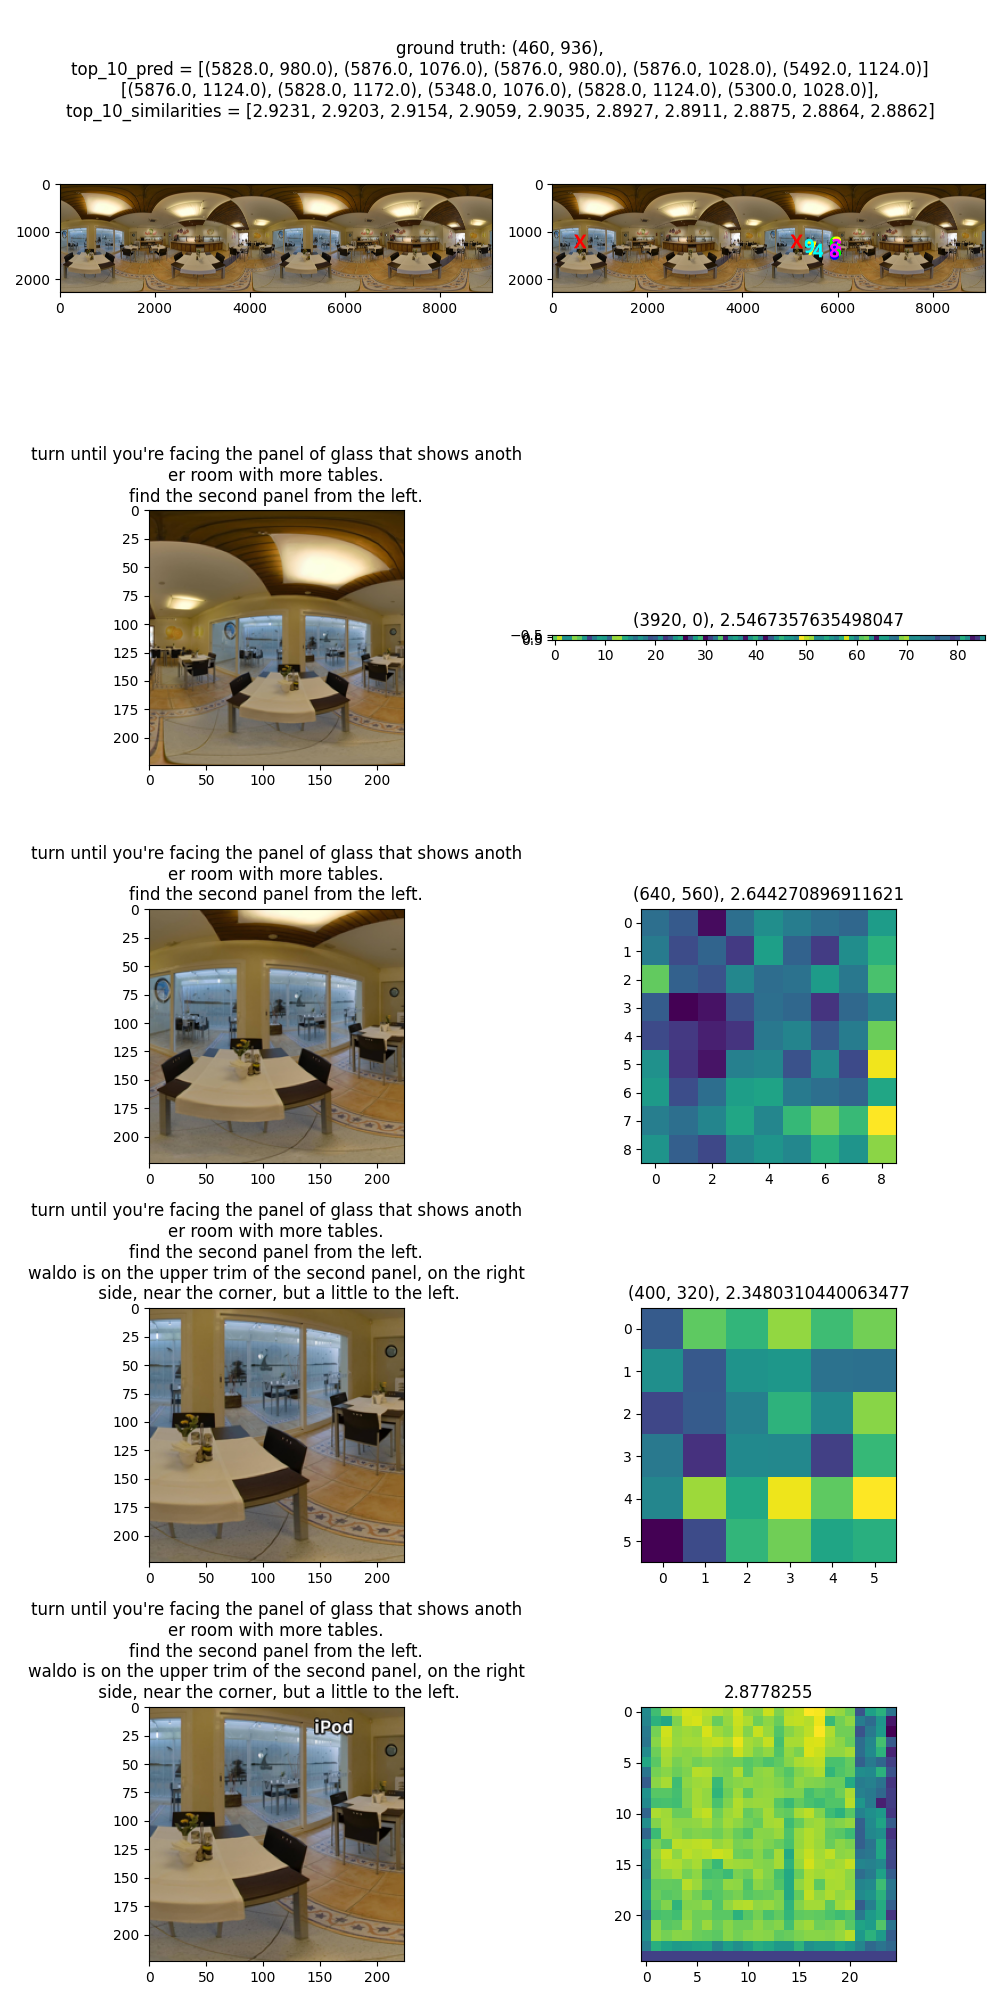 ground truth: (460, 936),
top_10_pred = [(5828.0, 980.0), (5876.0, 1076.0), (5876.0, 980.0), (5876.0, 1028.0), (5492.0, 1124.0)]
[(5876.0, 1124.0), (5828.0, 1172.0), (5348.0, 1076.0), (5828.0, 1124.0), (5300.0, 1028.0)],
top_10_similarities = [2.9231, 2.9203, 2.9154, 2.9059, 2.9035, 2.8927, 2.8911, 2.8875, 2.8864, 2.8862]
0 0
1000 X 1000 X X 9 4 8
2000 2000
0 2000 4000 6000 8000 0 2000 4000 6000 8000
turn until you're facing the panel of glass that shows anoth
er room with more tables.
find the second panel from the left.
0
25
50
75
100
125
150
175
200
0 50 100 150 200
(3920, 0), 2.5467357635498047
0 10 20 30 40 50 60 70 80
turn until you're facing the panel of glass that shows anoth
er room with more tables.
find the second panel from the left.
0
25
50
75
100
125
150
175
200
0 50 100 150 200
(640, 560), 2.644270896911621
0
1
2
3
4
5
6
7
8
0 2 4 6 8
turn until you're facing the panel of glass that shows anoth
er room with more tables.
find the second panel from the left.
waldo is on the upper trim of the second panel, on the right
side, near the corner, but a little to the left.
0
25
50
75
100
125
150
175
200
0 50 100 150 200
(400, 320), 2.3480310440063477
0
1
2
3
4
5
0 1 2 3 4 5
turn until you're facing the panel of glass that shows anoth
er room with more tables.
find the second panel from the left.
waldo is on the upper trim of the second panel, on the right
side, near the corner, but a little to the left.
0
25
50
75
100
125
150
175
200
iPod
0 50 100 150 200
2.8778255
0
5
10
15
20
0 5 10 15 20